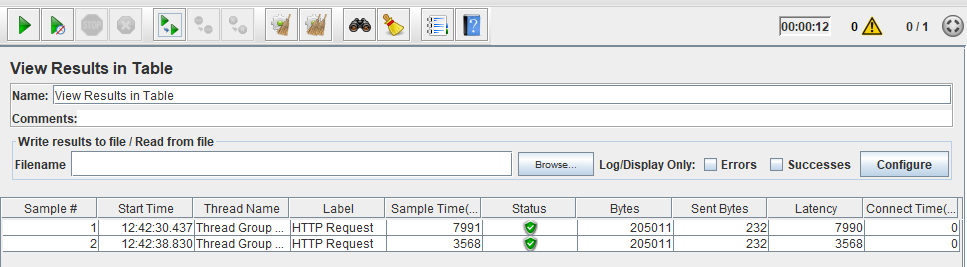 STOP
00:00:12 0 0 / 1
View Results in Table
Name: View Results in Table
Comments:
Write results to file / Read from file
Filename Browse... Log/Display Only: Errors Successes Configure
Sample # Start Time Thread Name Label Sample Time(... Status Bytes Sent Bytes Latency Connect Time(...
1 12:42:30.437 Thread Group ... HTTP Request 7991 205011 232 7990 0
2 12:42:38.830 Thread Group ... HTTP Request 3568 205011 232 3568 0